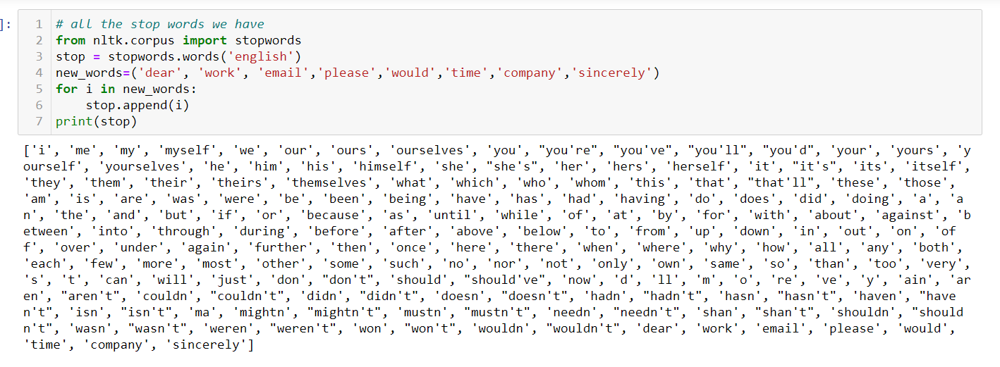 ]:
1 # all the stop words we have
2 from nltk.corpus import stopwords
3 stop = stopwords.words('english')
4 new_words=('dear', 'work', 'email','please','would','time','company','sincerely')
5 for i in new_words:
6     stop.append(i)
7 print(stop)
['i', 'me', 'my', 'myself', 'we', 'our', 'ours', 'ourselves', 'you', "you're", "you've", "you'll", "you'd", 'your', 'yours', 'y
ourself', 'yourselves', 'he', 'him', 'his', 'himself', 'she', "she's", 'her', 'hers', 'herself', 'it', "it's", 'its', 'itself',
'they', 'them', 'their', 'theirs', 'themselves', 'what', 'which', 'who', 'whom', 'this', 'that', "that'll", 'these', 'those',
'am', 'is', 'are', 'was', 'were', 'be', 'been', 'being', 'have', 'has', 'had', 'having', 'do', 'does', 'did', 'doing', 'a', 'a
n', 'the', 'and', 'but', 'if', 'or', 'because', 'as', 'until', 'while', 'of', 'at', 'by', 'for', 'with', 'about', 'against', 'b
etween', 'into', 'through', 'during', 'before', 'after', 'above', 'below', 'to', 'from', 'up', 'down', 'in', 'out', 'on', 'of
f', 'over', 'under', 'again', 'further', 'then', 'once', 'here', 'there', 'when', 'where', 'why', 'how', 'all', 'any', 'both',
'each', 'few', 'more', 'most', 'other', 'some', 'such', 'no', 'nor', 'not', 'only', 'own', 'same', 'so', 'than', 'too', 'very',
's', 't', 'can', 'will', 'just', 'don', "don't", 'should', "should've", 'now', 'd', 'll', 'm', 'o', 're', 've', 'y', 'ain', 'ar
en', "aren't", 'couldn', "couldn't", 'didn', "didn't", 'doesn', "doesn't", 'hadn', "hadn't", 'hasn', "hasn't", 'haven', "have
n't", 'isn', "isn't", 'ma', 'mightn', "mightn't", 'mustn', "mustn't", 'needn', "needn't", 'shan', "shan't", 'shouldn', "should
n't", 'wasn', "wasn't", 'weren', "weren't", 'won', "won't", 'wouldn', "wouldn't", 'dear', 'work', 'email', 'please', 'would',
'time', 'company', 'sincerely']